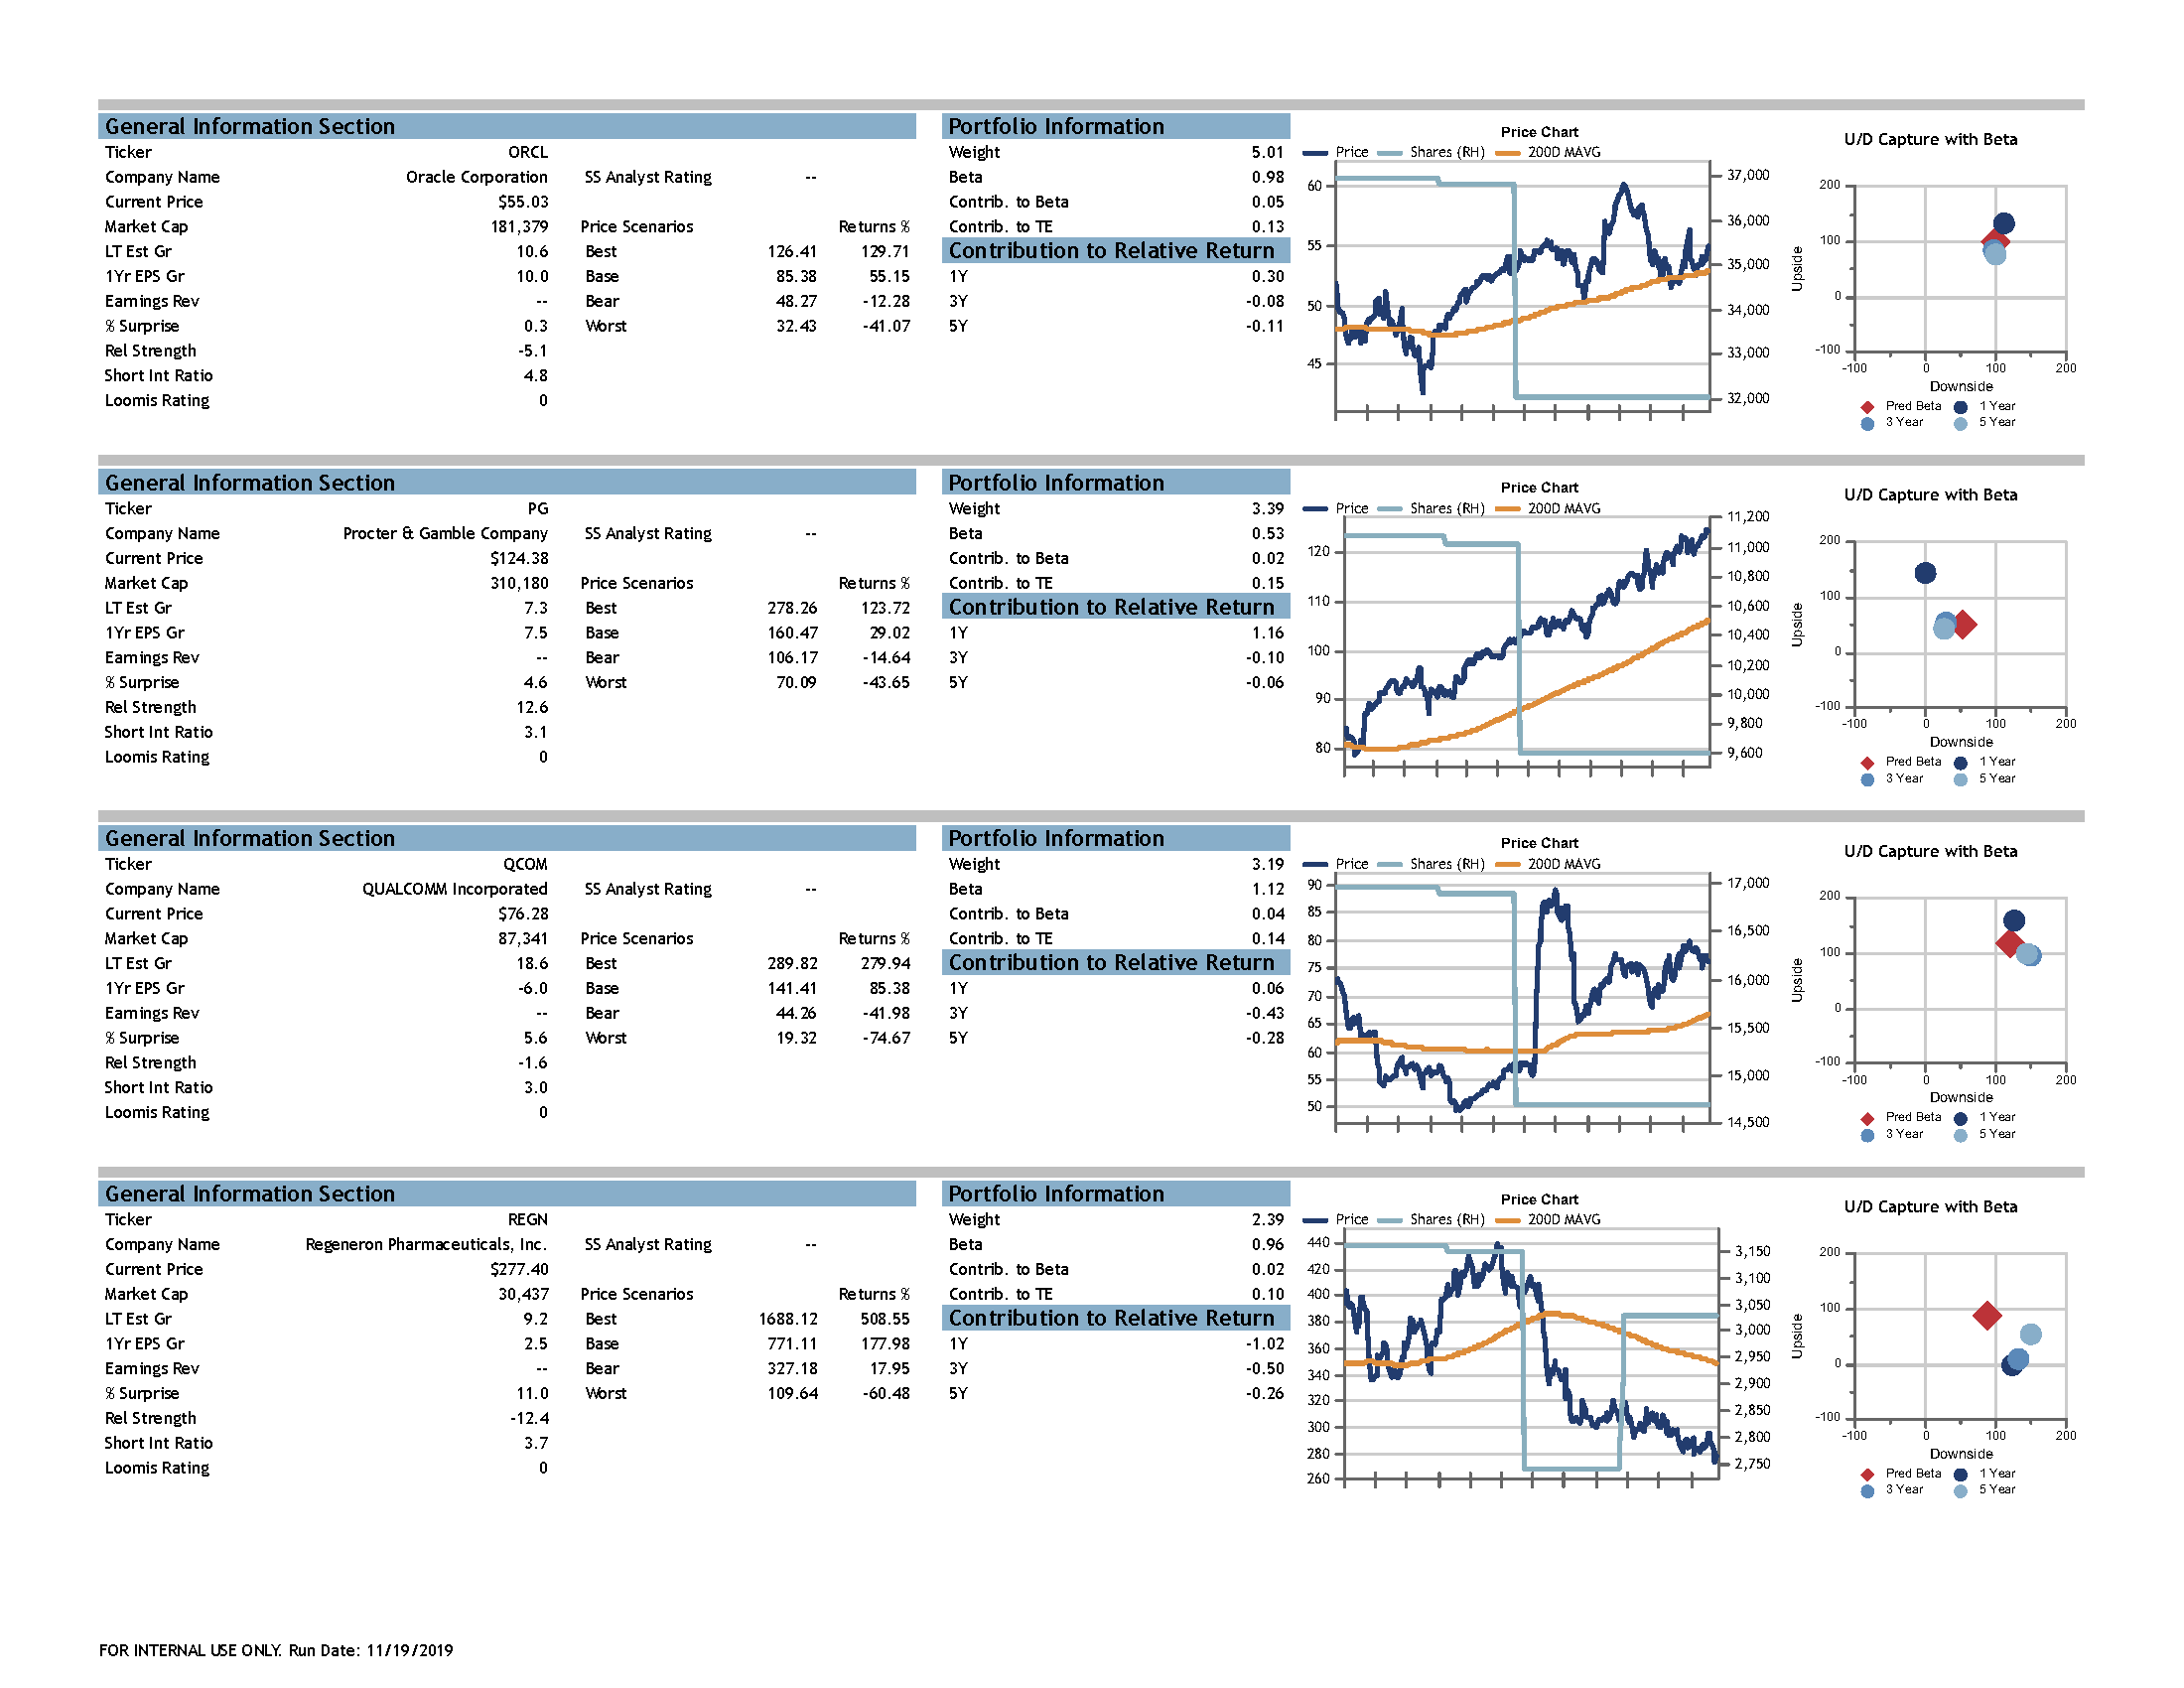 General Information Section
Ticker ORCL
Company Name Oracle Corporation SS Analyst Rating --
Current Price $55.03
Market Cap 181,379 Price Scenarios Returns %
LT Est Gr 10.6 Best 126.41 129.71
1Yr EPS Gr 10.0 Base 85.38 55.15
Earnings Rev -- Bear 48.27 -12.28
% Surprise 0.3 Worst 32.43 -41.07
Rel Strength -5.1
Short Int Ratio 4.8
Loomis Rating 0
Portfolio Information
Weight 5.01
Beta 0.98
Contrib. to Beta 0.05
Contrib. to TE 0.13
Contribution to Relative Return
1Y 0.30
3Y -0.08
5Y -0.11
Price Chart
Price Shares (RH) 200D MAVG
60
55
50
45
37,000
36,000
35,000
34,000
33,000
32,000
U/D Capture with Beta
Upside
200
100
0
-100
-100 0 100 200
Downside
Pred Beta 1 Year
3 Year 5 Year
General Information Section
Ticker PG
Company Name Procter & Gamble Company SS Analyst Rating --
Current Price $124.38
Market Cap 310,180 Price Scenarios Returns %
LT Est Gr 7.3 Best 278.26 123.72
1Yr EPS Gr 7.5 Base 160.47 29.02
Earnings Rev -- Bear 106.17 -14.64
% Surprise 4.6 Worst 70.09 -43.65
Rel Strength 12.6
Short Int Ratio 3.1
Loomis Rating 0
Portfolio Information
Weight 3.39
Beta 0.53
Contrib. to Beta 0.02
Contrib. to TE 0.15
Contribution to Relative Return
1Y 1.16
3Y -0.10
5Y -0.06
Price Chart
Price Shares (RH) 200D MAVG
120
110
100
90
80
11,200
11,000
10,800
10,600
10,400
10,200
10,000
9,800
9,600
U/D Capture with Beta
Upside
200
100
0
-100
-100 0 100 200
Downside
Pred Beta 1 Year
3 Year 5 Year
General Information Section
Ticker QCOM
Company Name QUALCOMM Incorporated SS Analyst Rating --
Current Price $76.28
Market Cap 87,341 Price Scenarios Returns %
LT Est Gr 18.6 Best 289.82 279.94
1Yr EPS Gr -6.0 Base 141.41 85.38
Earnings Rev -- Bear 44.26 -41.98
% Surprise 5.6 Worst 19.32 -74.67
Rel Strength -1.6
Short Int Ratio 3.0
Loomis Rating 0
Portfolio Information
Weight 3.19
Beta 1.12
Contrib. to Beta 0.04
Contrib. to TE 0.14
Contribution to Relative Return
1Y 0.06
3Y -0.43
5Y -0.28
Price Chart
Price Shares (RH) 200D MAVG
90
85
80
75
70
65
60
55
50
17,000
16,500
16,000
15,500
15,000
14,500
U/D Capture with Beta
Upside
200
100
0
-100
-100 0 100 200
Downside
Pred Beta 1 Year
3 Year 5 Year
General Information Section
Ticker REGN
Company Name Regeneron Pharmaceuticals, Inc. SS Analyst Rating --
Current Price $277.40
Market Cap 30,437 Price Scenarios Returns %
LT Est Gr 9.2 Best 1688.12 508.55
1Yr EPS Gr 2.5 Base 771.11 177.98
Earnings Rev -- Bear 327.18 17.95
% Surprise 11.0 Worst 109.64 -60.48
Rel Strength -12.4
Short Int Ratio 3.7
Loomis Rating 0
Portfolio Information
Weight 2.39
Beta 0.96
Contrib. to Beta 0.02
Contrib. to TE 0.10
Contribution to Relative Return
1Y -1.02
3Y -0.50
5Y -0.26
Price Chart
Price Shares (RH) 200D MAVG
440
420
400
380
360
340
320
300
280
260
3,150
3,100
3,050
3,000
2,950
2,900
2,850
2,800
2,750
U/D Capture with Beta
Upside
200
100
0
-100
-100 0 100 200
Downside
Pred Beta 1 Year
3 Year 5 Year
FOR INTERNAL USE ONLY. Run Date: 11/19/2019